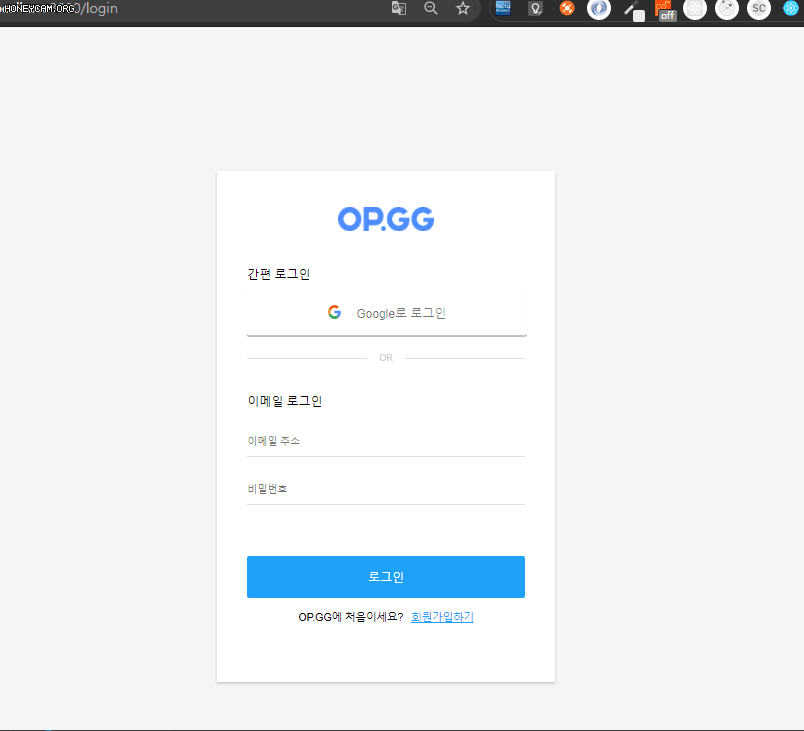 HONEYCAM.ORG
0/login
off
SC
OP.GG
간편 로그인
Google로 로그인
OR
이메일 로그인
이메일 주소
비밀번호
로그인
OP.GG에 처음이세요? 회원가입하기